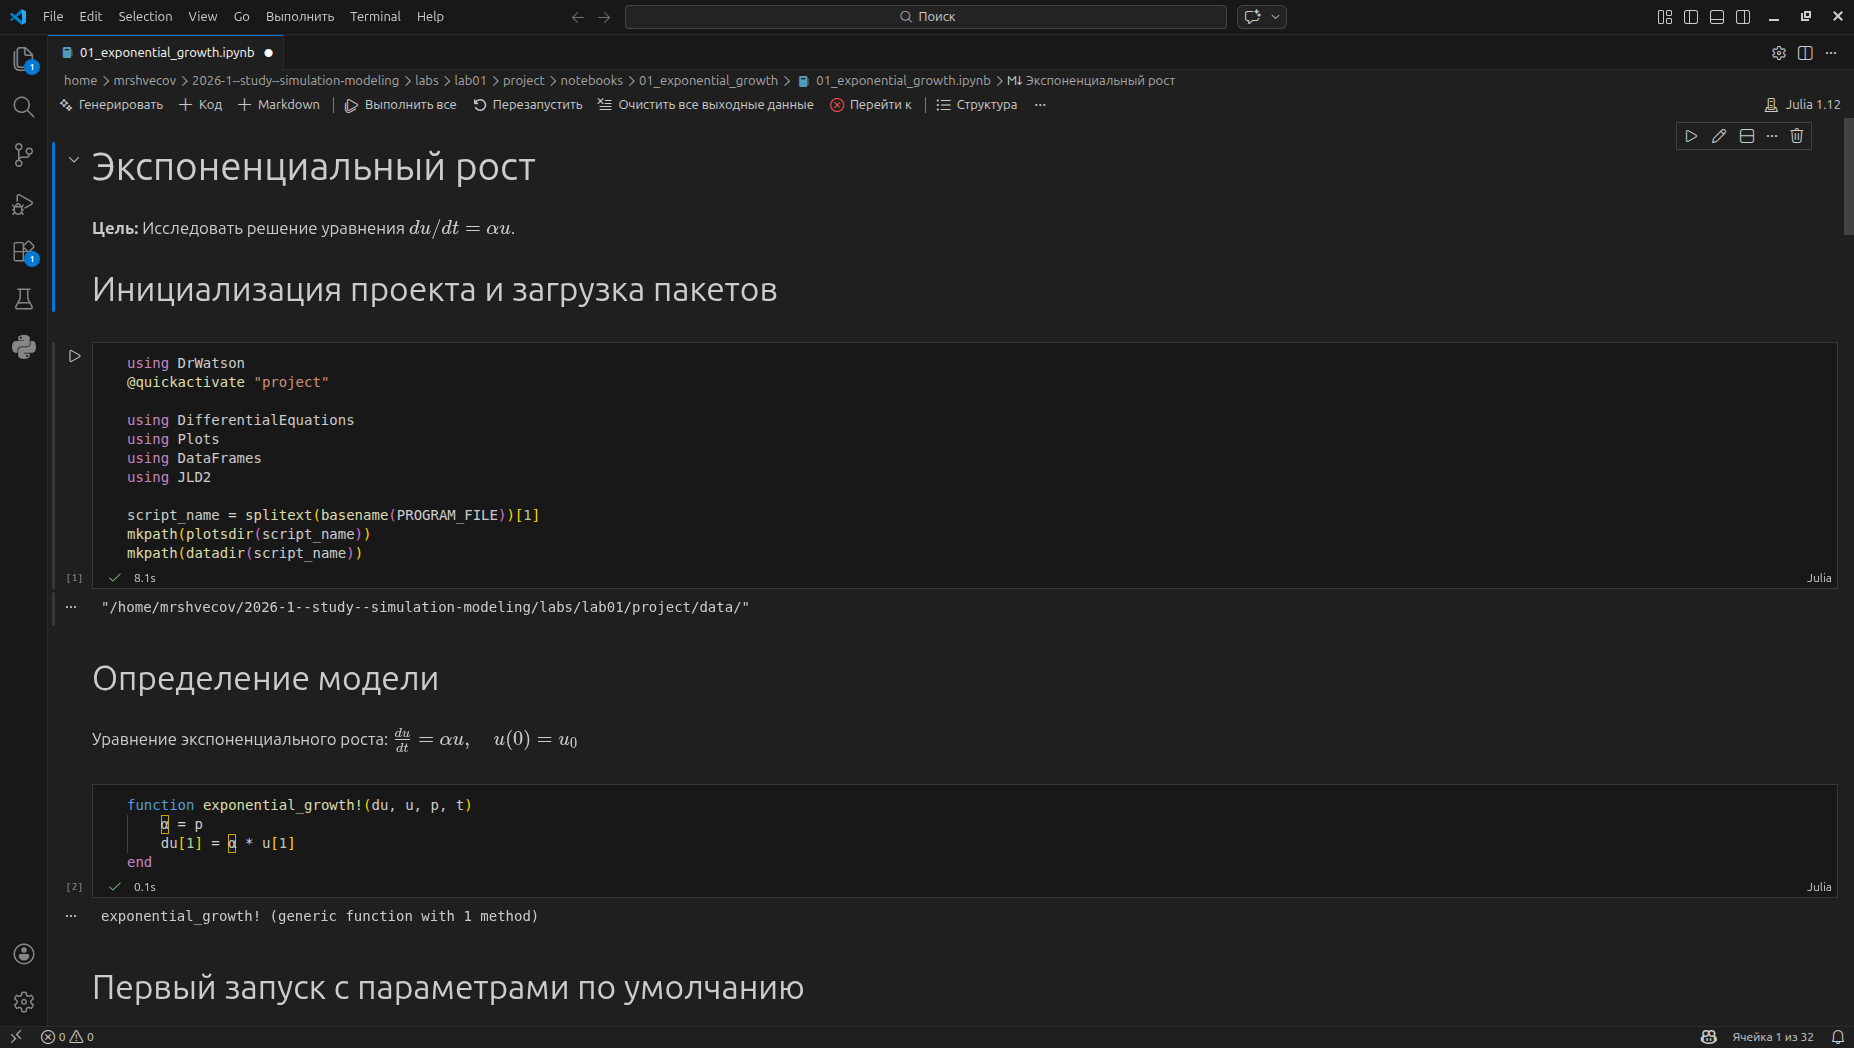 File Edit Selection View Go Выполнить Terminal Help
Поиск
01_exponential_growth.ipynb
home > mrshvecov > 2026-1--study--simulation-modeling > labs > lab01 > project > notebooks > 01_exponential_growth > 01_exponential_growth.ipynb > M↓ Экспоненциальный рост
Генерировать + Код + Markdown | Выполнить все Перезапустить Очистить все выходные данные Перейти к | Структура ...
Julia 1.12
Экспоненциальный рост
Цель: Исследовать решение уравнения du/dt = αu.
Инициализация проекта и загрузка пакетов
using DrWatson
@quickactivate "project"
using DifferentialEquations
using Plots
using DataFrames
using JLD2
script_name = splitext(basename(PROGRAM_FILE))[1]
mkpath(plotsdir(script_name))
mkpath(datadir(script_name))
[1] ✓ 8.1s
Julia
... "/home/mrshvecov/2026-1--study--simulation-modeling/labs/lab01/project/data/"
Определение модели
Уравнение экспоненциального роста: du/dt = αu, u(0) = u₀
function exponential_growth!(du, u, p, t)
α = p
du[1] = α * u[1]
end
[2] ✓ 0.1s
Julia
... exponential_growth! (generic function with 1 method)
Первый запуск с параметрами по умолчанию
1
1
0 0
Ячейка 1 из 32